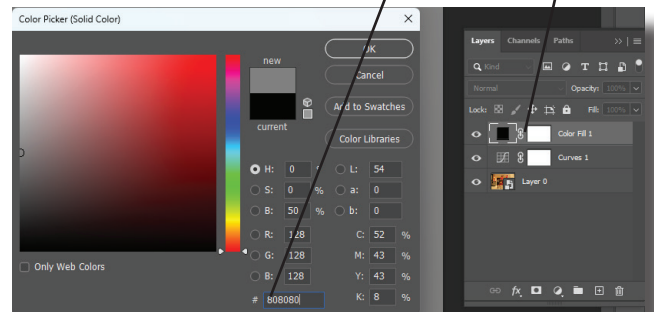 Color Picker (Solid Color)
new
current
OK
Cancel
Add to Swatches
Color Libraries
H: 0 °
S: 0 %
B: 50 %
R: 128
G: 128
B: 128
# 808080
L: 54
a: 0
b: 0
C: 52 %
M: 43 %
Y: 43 %
K: 8 %
Only Web Colors
Layers Channels Paths
Kind
Normal Opacity: 100%
Lock: Fill: 100%
Color Fill 1
Curves 1
Layer 0
fx